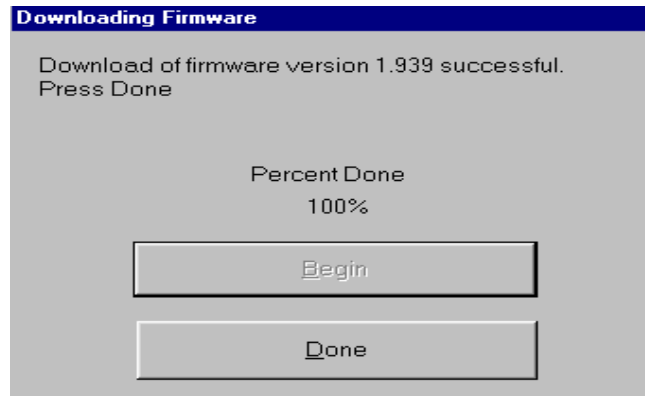 Downloading Firmware
Download of firmware version 1.939 successful.
Press Done
Percent Done
100%
Begin
Done